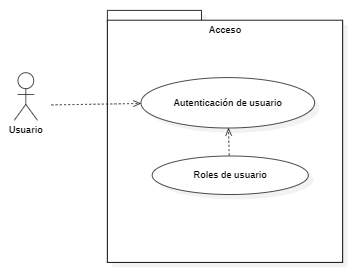 Acceso
Autenticación de usuario
Usuario
Roles de usuario